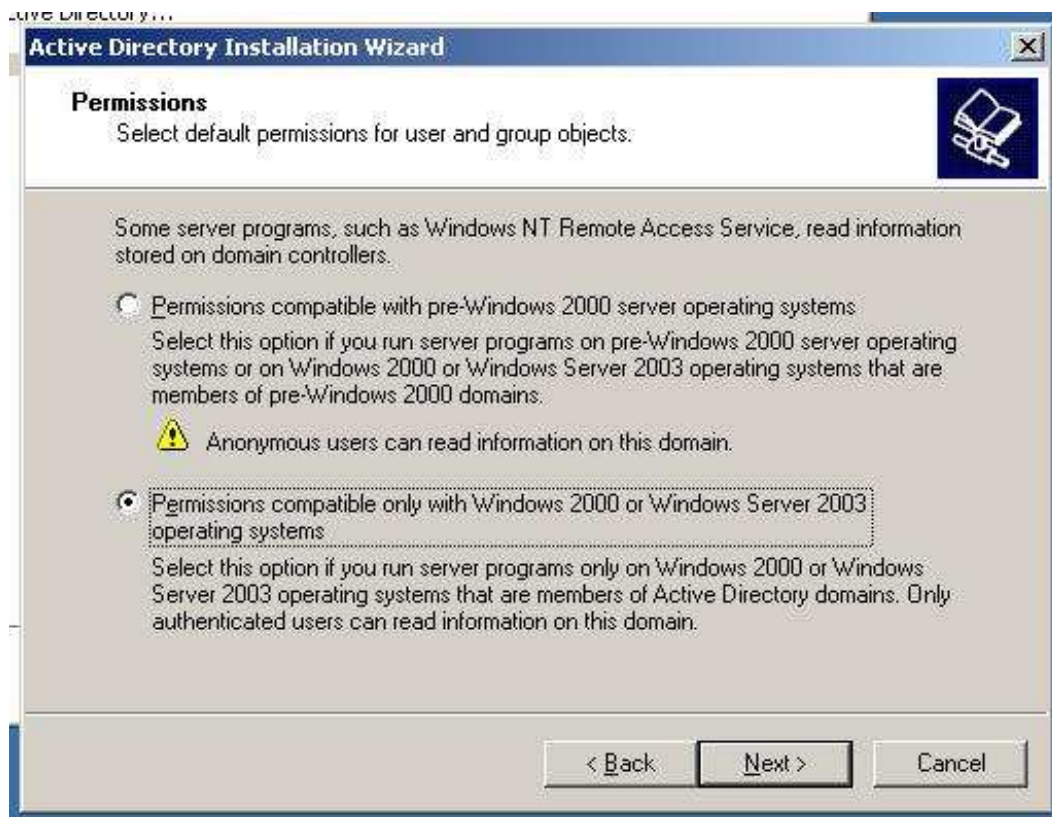 ctive Directory...
Active Directory Installation Wizard
Permissions
Select default permissions for user and group objects.
Some server programs, such as Windows NT Remote Access Service, read information
stored on domain controllers.
Permissions compatible with pre-Windows 2000 server operating systems
Select this option if you run server programs on pre-Windows 2000 server operating
systems or on Windows 2000 or Windows Server 2003 operating systems that are
members of pre-Windows 2000 domains.
Anonymous users can read information on this domain.
Permissions compatible only with Windows 2000 or Windows Server 2003
operating systems
Select this option if you run server programs only on Windows 2000 or Windows
Server 2003 operating systems that are members of Active Directory domains. Only
authenticated users can read information on this domain.
< Back Next > Cancel